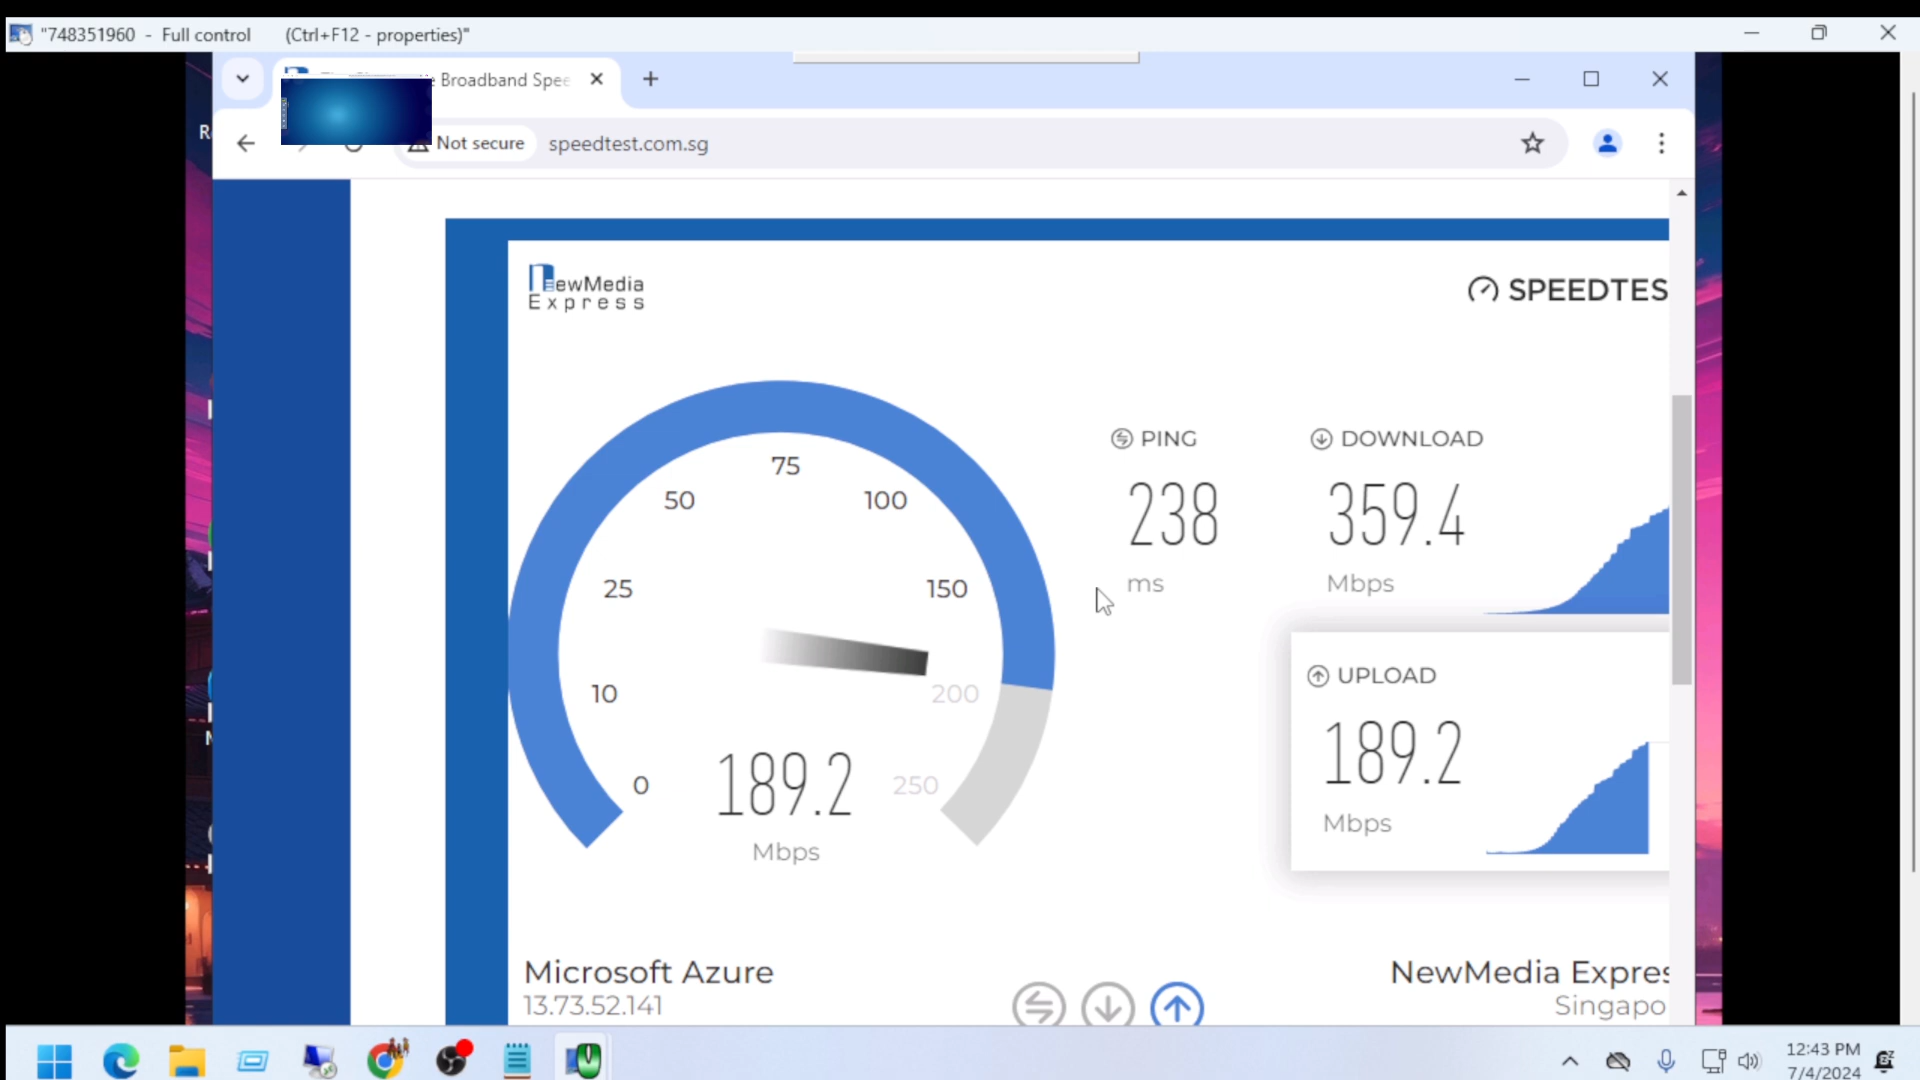 "748351960 - Full control (Ctrl+F12 - properties)"
Broadband Spee
Not secure
speedtest.com.sg
NewMedia
Express
SPEEDTES
75
50
100
25
150
10
200
0
250
189.2
Mbps
PING
238
ms
DOWNLOAD
359.4
Mbps
UPLOAD
189.2
Mbps
Microsoft Azure
13.73.52.141
NewMedia Expres
Singapo
12:43 PM
7/4/2024